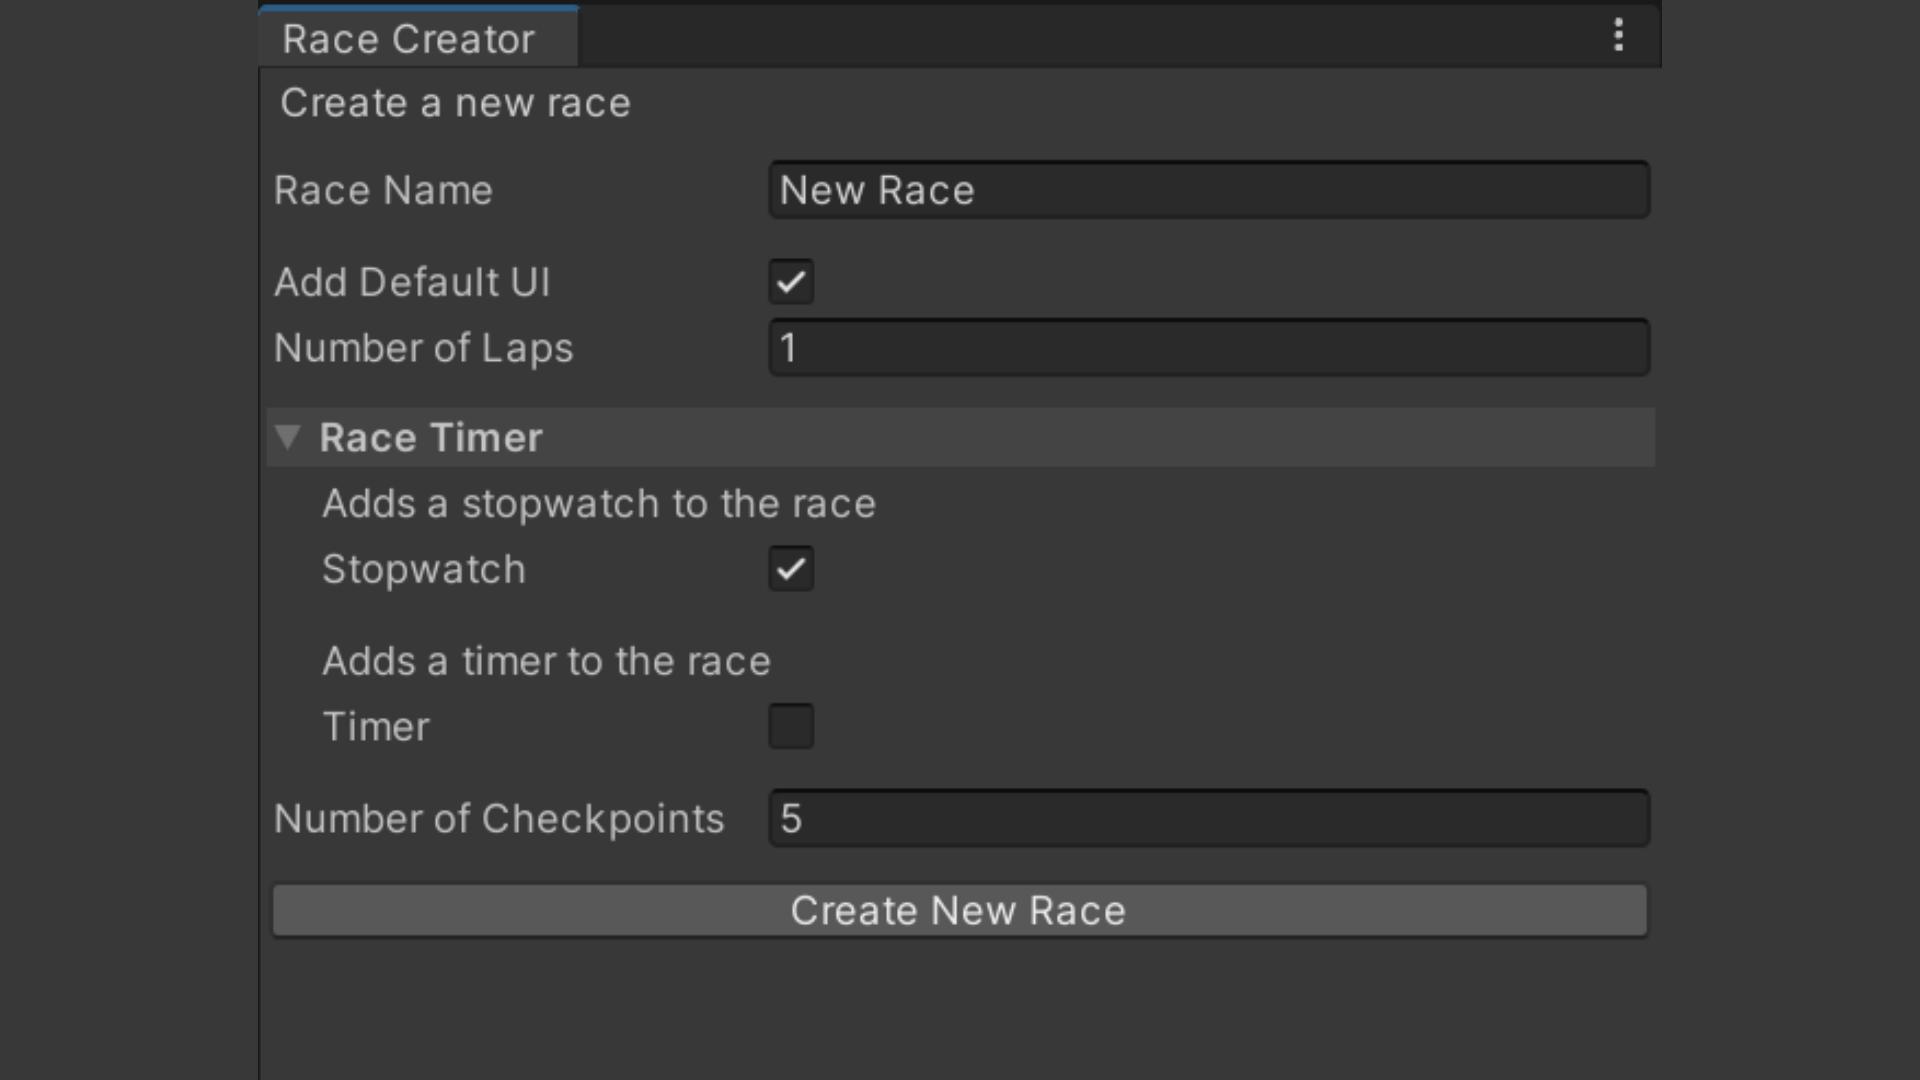 Race Creator
Create a new race
Race Name New Race
Add Default UI
Number of Laps 1
Race Timer
Adds a stopwatch to the race
Stopwatch
Adds a timer to the race
Timer
Number of Checkpoints 5
Create New Race